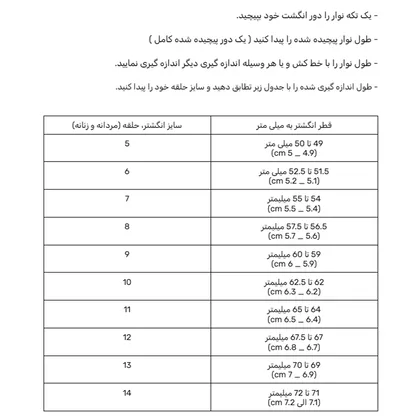 - یک تکه نوار را دور انگشت خود بپیچید.
- طول نوار پیچیده شده را پیدا کنید ( یک دور پیچیده شده کامل )
- طول نوار را با خط کش و یا هر وسیله اندازه گیری دیگر اندازه گیری نمایید.
- طول اندازه گیری شده را با جدول زیر تطابق دهید و سایز حلقه خود را پیدا کنید.
قطر انگشتر به میلی متر	سایز انگشتر، حلقه (مردانه و زنانه)
49 تا 50 میلی متر	5
(4.9 _ 5 cm)
51.5 تا 52.5 میلی متر	6
(5.1 _ 5.2 cm)
54 تا 55 میلیمتر	7
(5.4 _ 5.5 cm)
56.5 تا 57.5 میلیمتر	8
(5.6 _ 5.7 cm)
59 تا 60 میلیمتر	9
(5.9 _ 6 cm)
62 تا 62.5 میلیمتر	10
(6.2 _ 6.3 cm)
64 تا 65 میلیمتر	11
(6.4 _ 6.5 cm)
67 تا 67.5 میلیمتر	12
(6.7 _ 6.8 cm)
69 تا 70 میلیمتر	13
(6.9 _ 7 cm)
71 تا 72 میلیمتر	14
(7.1 الی 7.2 cm)